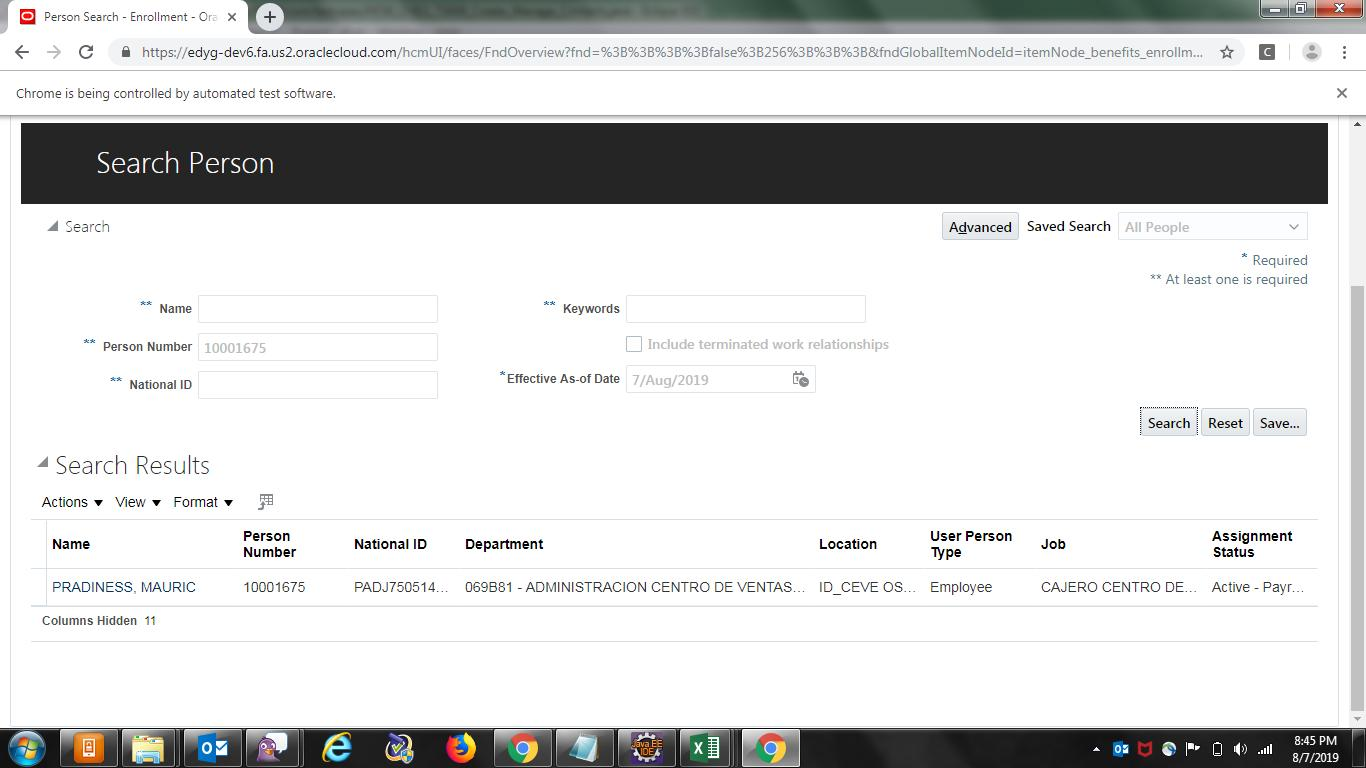 Person Search - Enrollment - Ora
https://edyg-dev6.fa.us2.oraclecloud.com/hcmUI/faces/FndOverview?fnd=%3B%3B%3B%3Bfalse%3B256%3B%3B%3B&fndGlobalItemNodeId=itemNode_benefits_enrollm...
C
Chrome is being controlled by automated test software.
Search Person
Search
Advanced Saved Search All People
* Required
** At least one is required
** Name
** Keywords
** Person Number 10001675
Include terminated work relationships
** National ID
* Effective As-of Date 7/Aug/2019
Search Reset Save...
Search Results
Actions View Format
Name Person Number National ID Department Location User Person Type Job Assignment Status
PRADINESS, MAURIC 10001675 PADJ750514... 069B81 - ADMINISTRACION CENTRO DE VENTAS... ID_CEVE OS... Employee CAJERO CENTRO DE... Active - Payr...
Columns Hidden 11
Java EE IDE
8:45 PM
8/7/2019